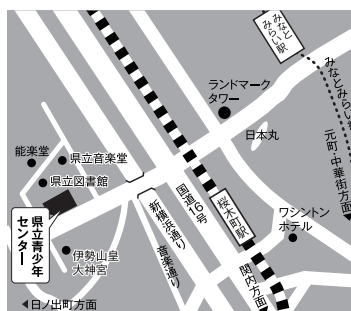 みなと
みらい駅
みなとみらい線
元町・中華街方面
ランドマーク
タワー
日本丸
能楽堂
県立音楽堂
県立図書館
県立青少年
センター
伊勢山皇
大神宮
新横浜通り
音楽通り
国道16号
桜木町駅
ワシントン
ホテル
関内方面
日ノ出町方面